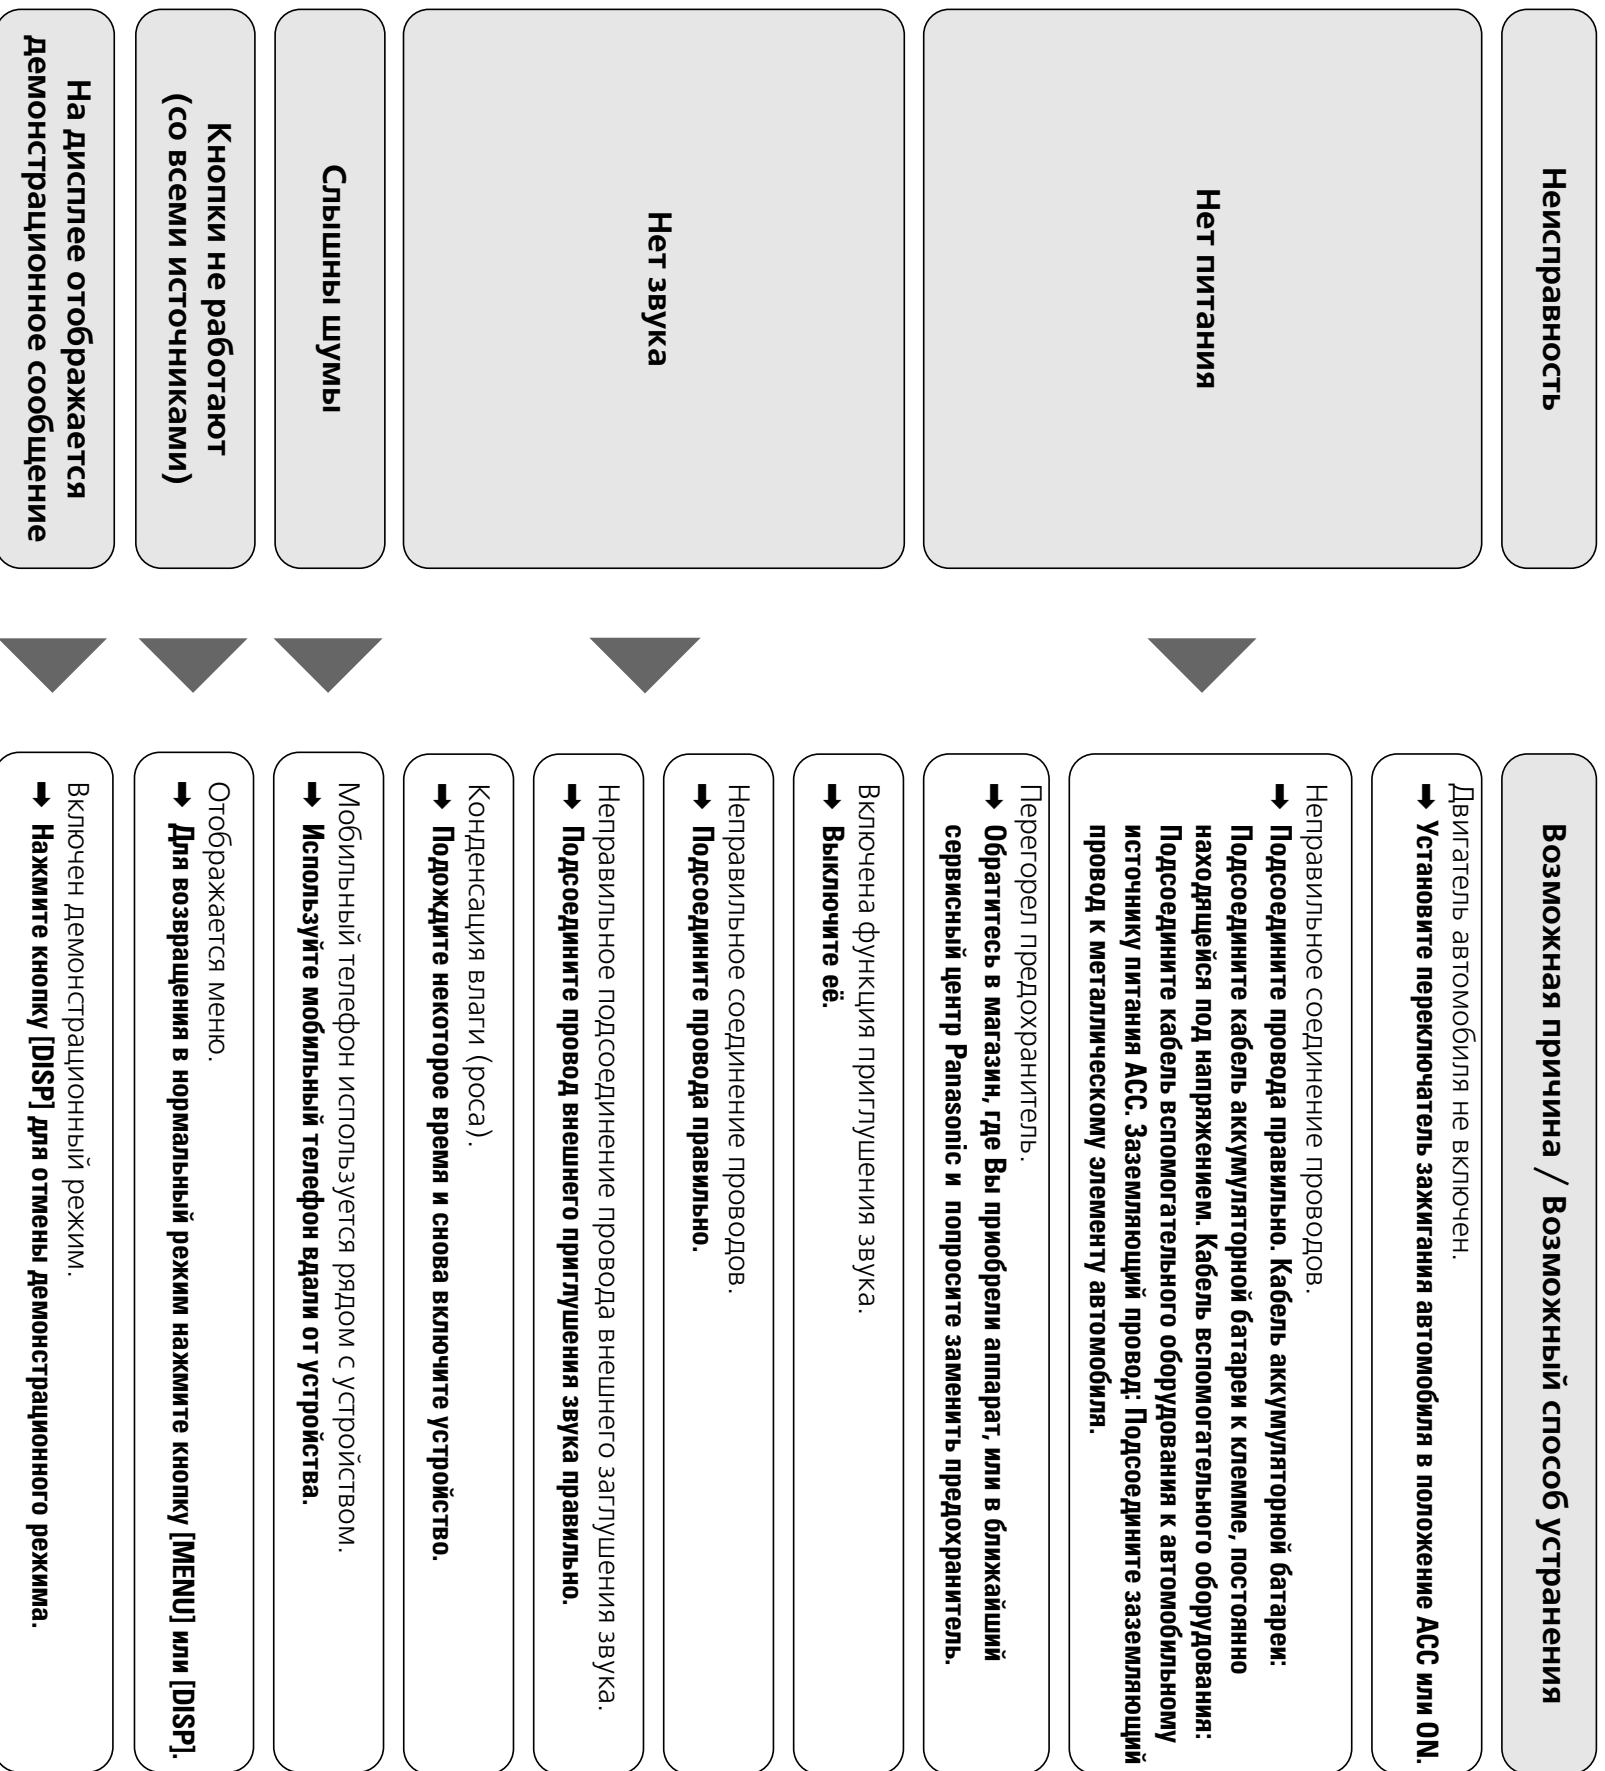 Неисправность
Возможная причина / Возможный способ устранения
Нет питания
Двигатель автомобиля не включен.
➡ Установите переключатель зажигания автомобиля в положение ACC или ON.
Неправильное соединение проводов.
➡ Подсоедините провода правильно. Кабель аккумуляторной батареи:
Подсоедините кабель аккумуляторной батареи к клемме, постоянно
находящейся под напряжением. Кабель вспомогательного оборудования:
Подсоедините кабель вспомогательного оборудования к автомобильному
источнику питания ACC. Заземляющий провод: Подсоедините заземляющий
провод к металлическому элементу автомобиля.
Перегорел предохранитель.
➡ Обратитесь в магазин, где Вы приобрели аппарат, или в ближайший
сервисный центр Panasonic и попросите заменить предохранитель.
Нет звука
Включена функция приглушения звука.
➡ Выключите её.
Неправильное соединение проводов.
➡ Подсоедините провода правильно.
Неправильное подсоединение провода внешнего заглушения звука.
➡ Подсоедините провод внешнего приглушения звука правильно.
Конденсация влаги (роса).
➡ Подождите некоторое время и снова включите устройство.
Слышны шумы
Мобильный телефон используется рядом с устройством.
➡ Используйте мобильный телефон вдали от устройства.
Кнопки не работают
(со всеми источниками)
Отображается меню.
➡ Для возвращения в нормальный режим нажмите кнопку [MENU] или [DISP].
На дисплее отображается
демонстрационное сообщение
Включен демонстрационный режим.
➡ Нажмите кнопку [DISP] для отмены демонстрационного режима.